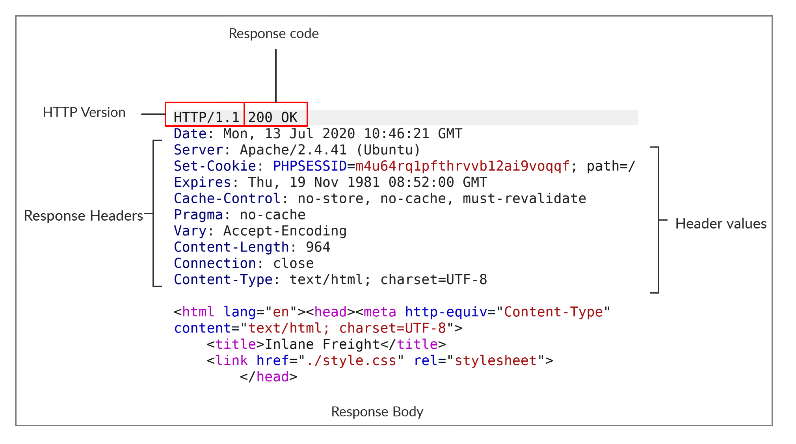 Response code
HTTP Version
HTTP/1.1 200 OK
Date: Mon, 13 Jul 2020 10:46:21 GMT
Server: Apache/2.4.41 (Ubuntu)
Set-Cookie: PHPSESSID=m4u64rq1pfthrvvb12ai9voqqf; path=/
Expires: Thu, 19 Nov 1981 08:52:00 GMT
Cache-Control: no-store, no-cache, must-revalidate
Response Headers
Pragma: no-cache
Header values
Vary: Accept-Encoding
Content-Length: 964
Connection: close
Content-Type: text/html; charset=UTF-8
<html lang="en"><head><meta http-equiv="Content-Type"
content="text/html; charset=UTF-8">
<title>Inlane Freight</title>
<link href="./style.css" rel="stylesheet">
</head>
Response Body